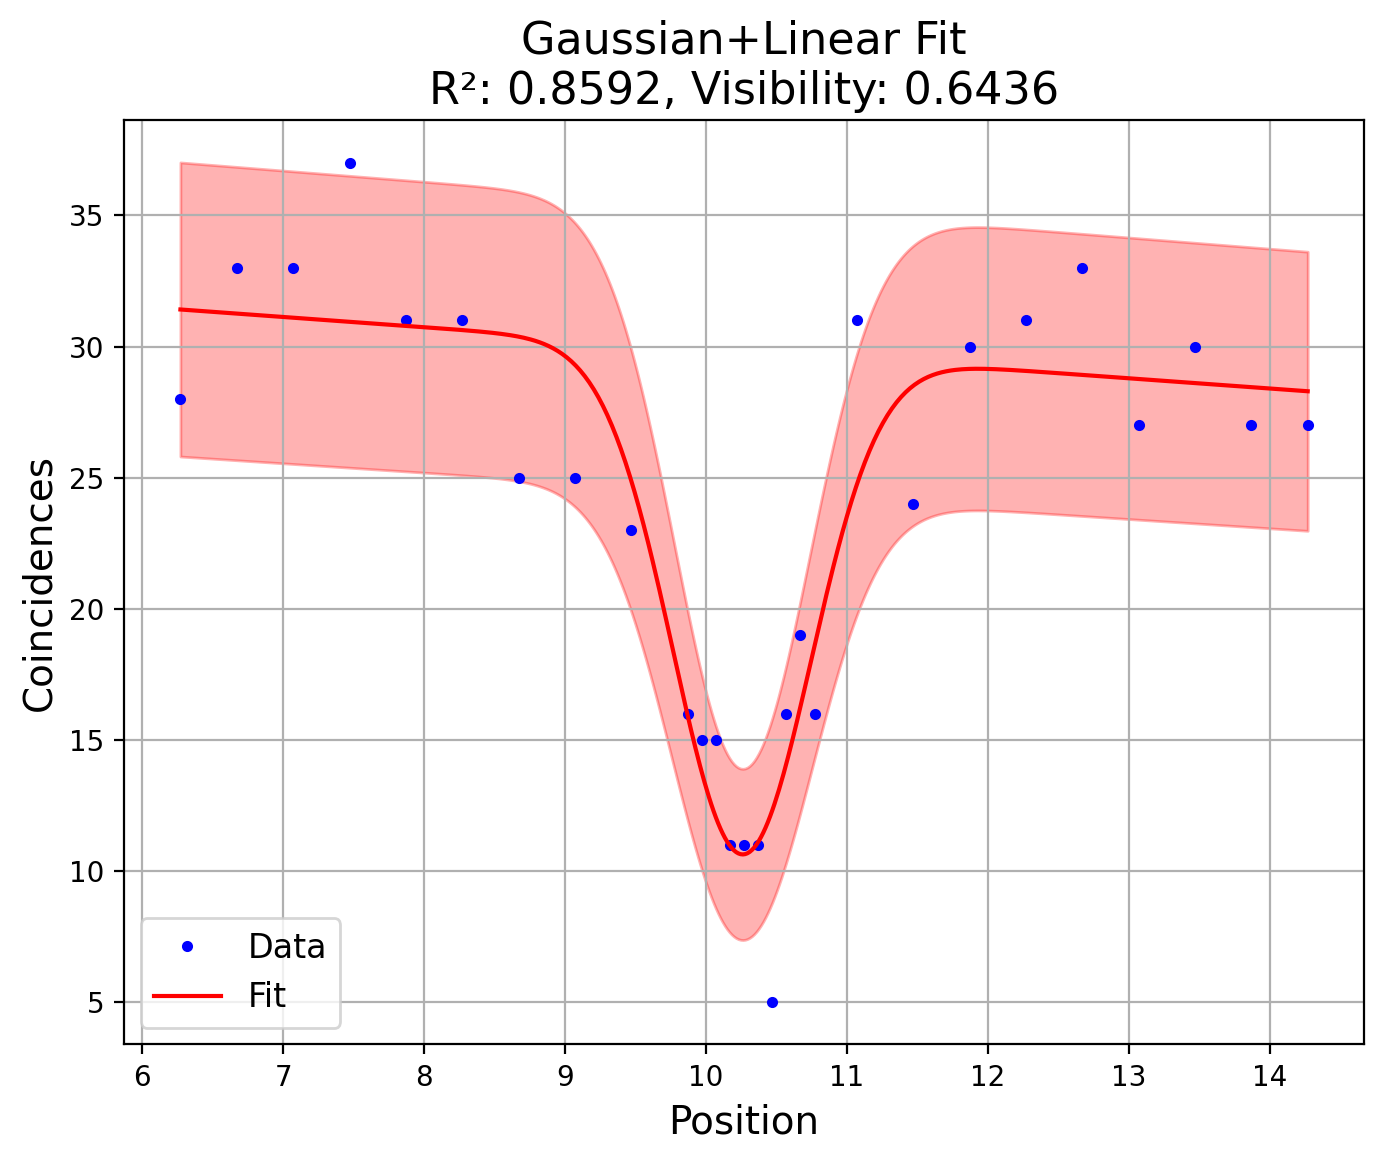 Gaussian+Linear Fit
R²: 0.8592, Visibility: 0.6436
Coincidences
35
30
25
20
15
10
5
Data
Fit
6 7 8 9 10 11 12 13 14
Position